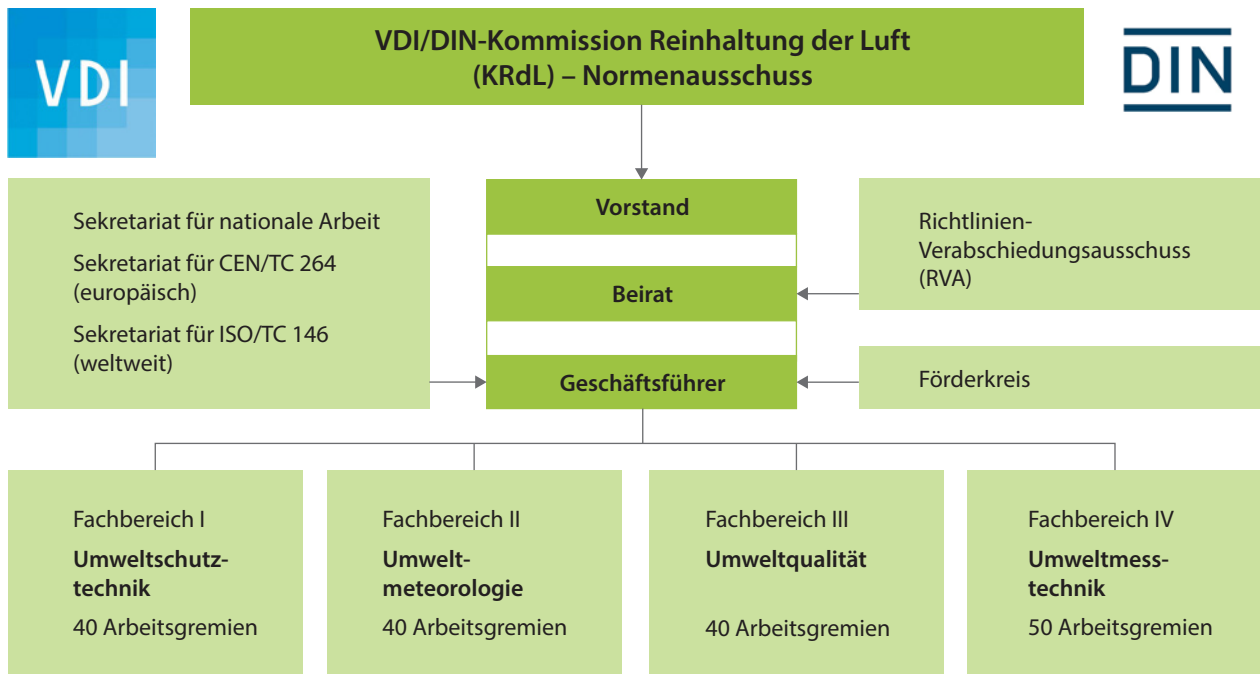 VDI
VDI/DIN-Kommission Reinhaltung der Luft
(KRdL) – Normenausschuss
DIN
Sekretariat für nationale Arbeit
Sekretariat für CEN/TC 264
(europäisch)
Sekretariat für ISO/TC 146
(weltweit)
Vorstand
Beirat
Geschäftsführer
Richtlinien-
Verabschiedungsausschuss
(RVA)
Förderkreis
Fachbereich I
Umweltschutz-
technik
40 Arbeitsgremien
Fachbereich II
Umwelt-
meteorologie
40 Arbeitsgremien
Fachbereich III
Umweltqualität
40 Arbeitsgremien
Fachbereich IV
Umweltmess-
technik
50 Arbeitsgremien